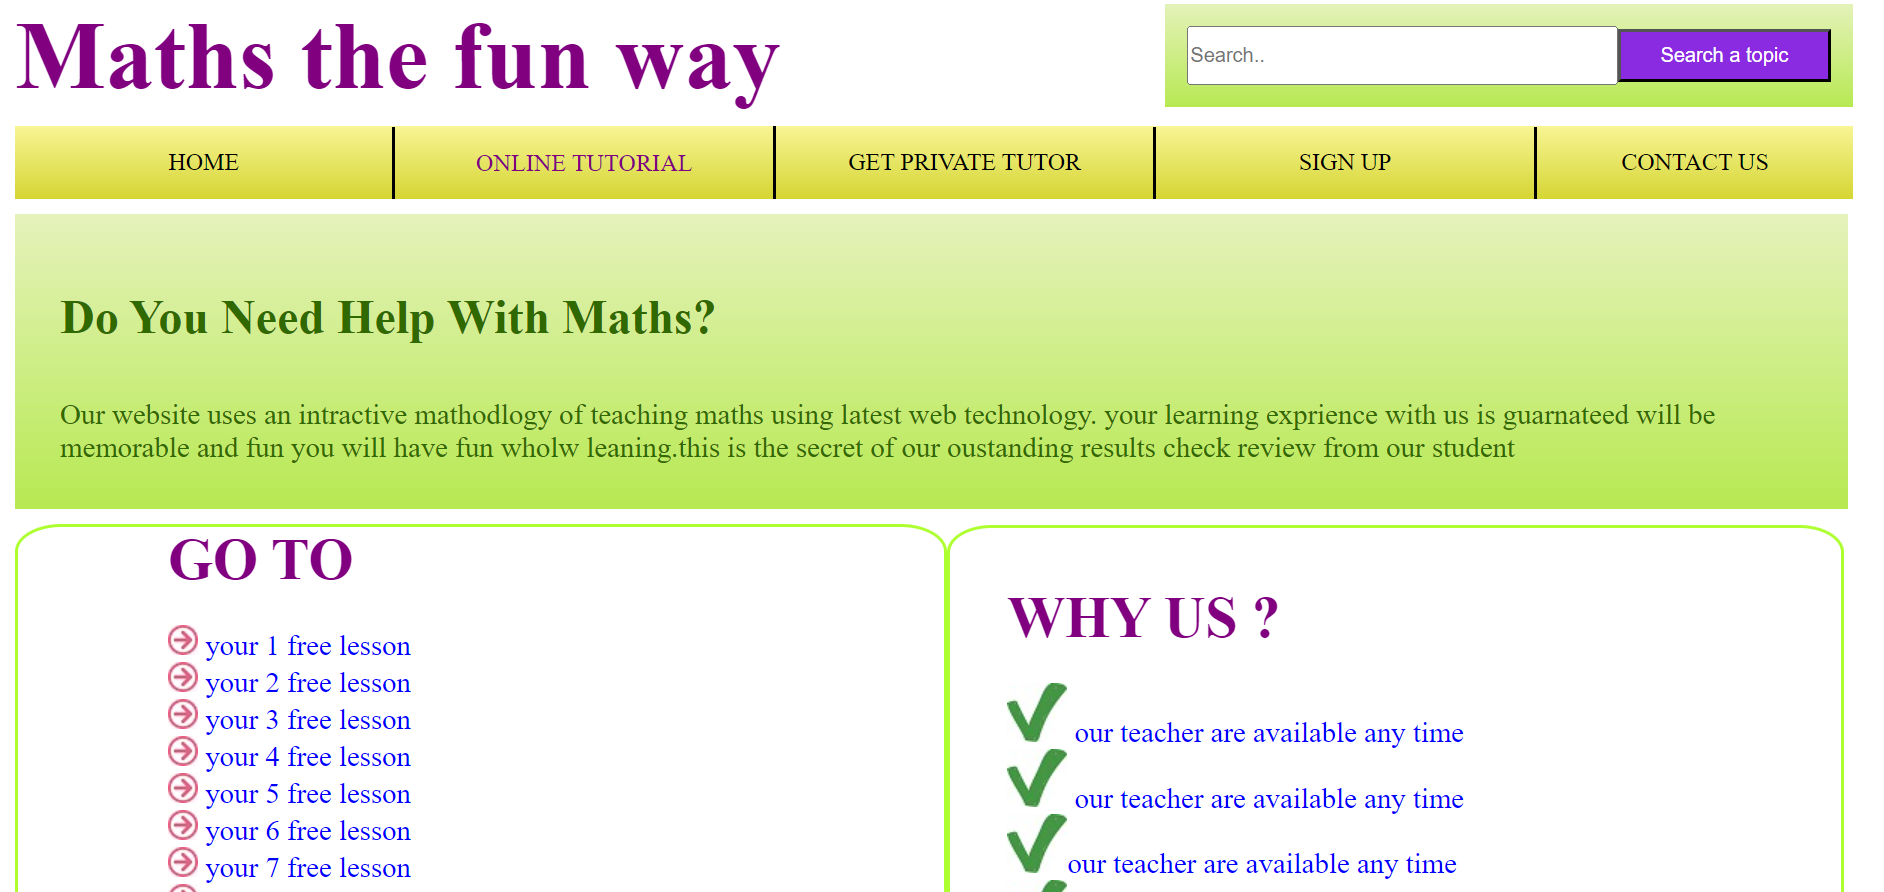 Maths the fun way
Search..
Search a topic
HOME
ONLINE TUTORIAL
GET PRIVATE TUTOR
SIGN UP
CONTACT US
Do You Need Help With Maths?
Our website uses an intractive mathodlogy of teaching maths using latest web technology. your learning exprience with us is guarnateed will be
memorable and fun you will have fun wholw leaning.this is the secret of our oustanding results check review from our student
GO TO
your 1 free lesson
your 2 free lesson
your 3 free lesson
your 4 free lesson
your 5 free lesson
your 6 free lesson
your 7 free lesson
WHY US ?
our teacher are available any time
our teacher are available any time
our teacher are available any time